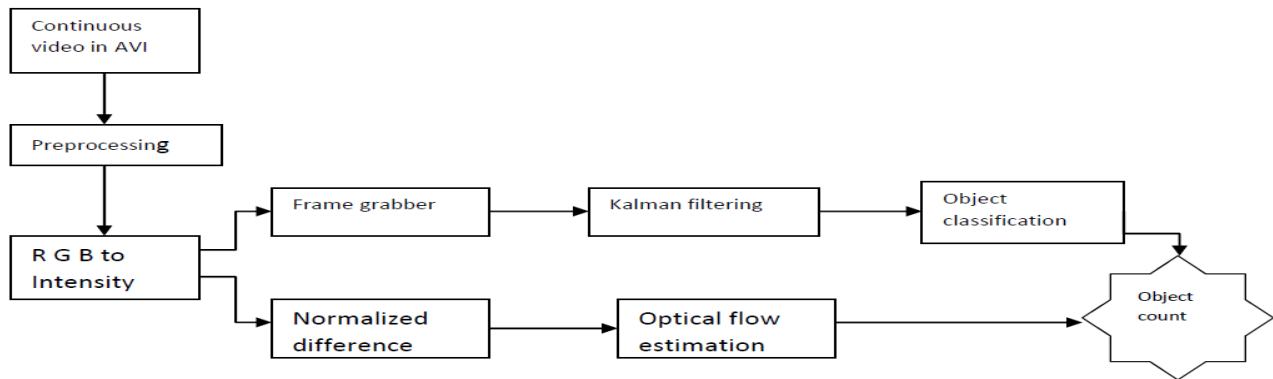 Continuous
video in AVI
Preprocessing
R G B to
Intensity
Frame grabber
Kalman filtering
Object
classification
Normalized
difference
Optical flow
estimation
Object
count